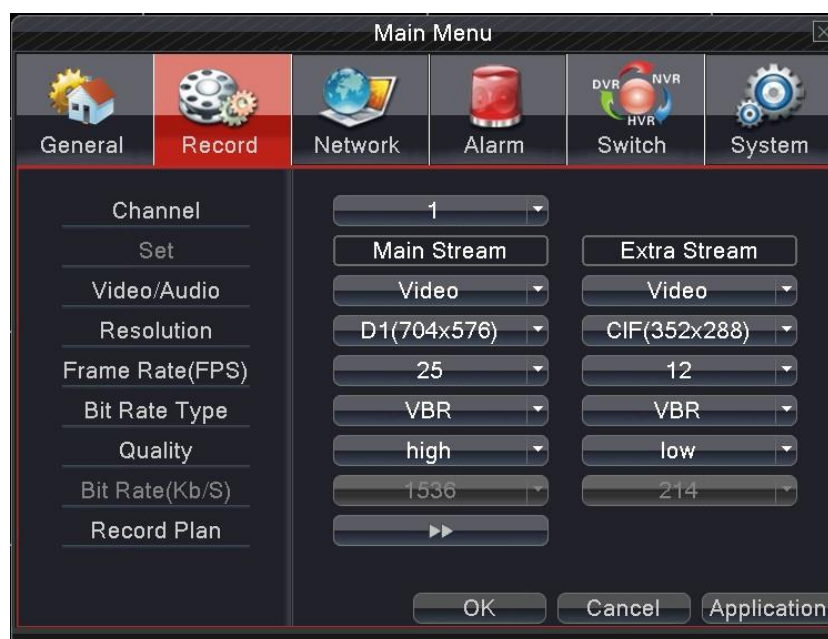 Main Menu
DVR NVR
HVR
General Record Network Alarm Switch System
Channel 1
Set Main Stream Extra Stream
Video/Audio Video Video
Resolution D1(704x576) CIF(352x288)
Frame Rate(FPS) 25 12
Bit Rate Type VBR VBR
Quality high low
Bit Rate(Kb/S) 1536 214
Record Plan
OK Cancel Application